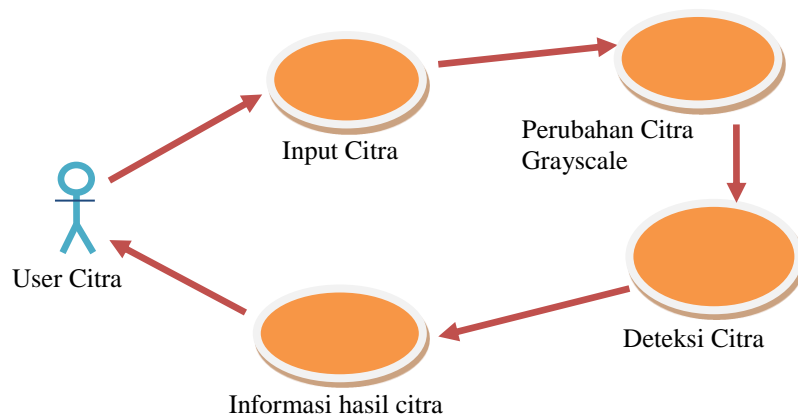 Input Citra
Perubahan Citra
Grayscale
User Citra
Deteksi Citra
Informasi hasil citra